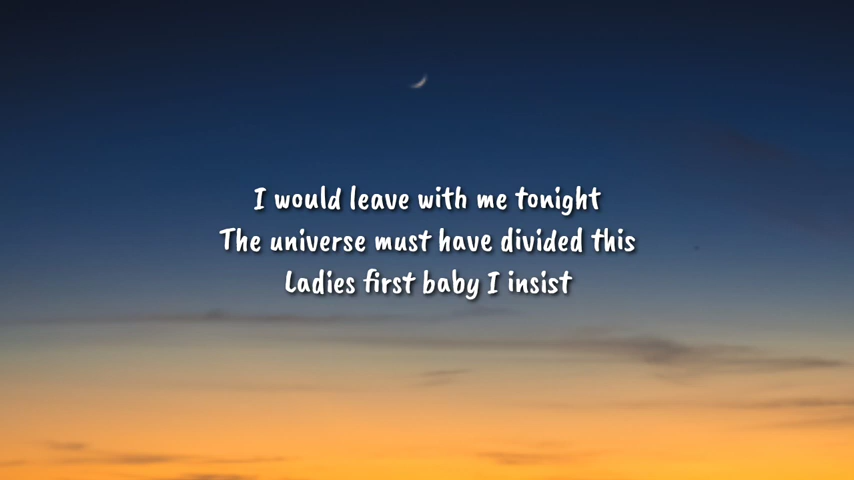 I would leave with me tonight
The universe must have divided this
Ladies first baby I insist